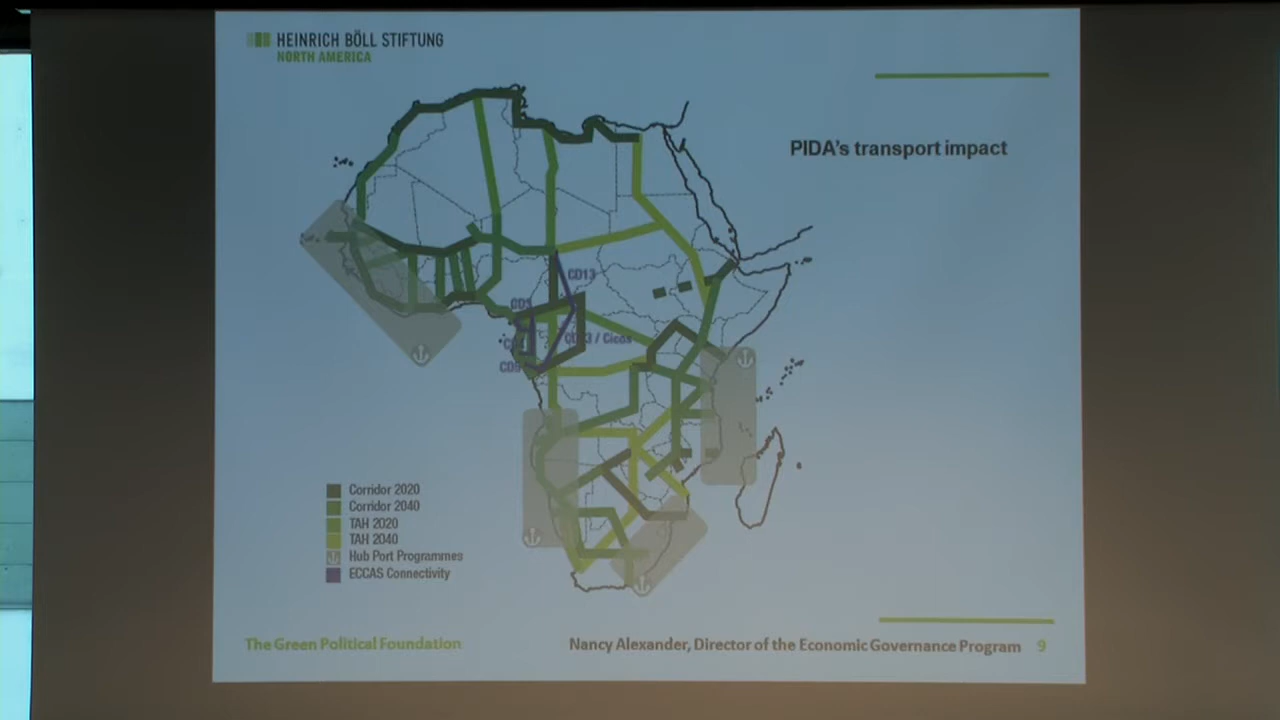 HEINRICH BÖLL STIFTUNG
NORTH AMERICA
PIDA's transport impact
CD13
Corridor 2020
Corridor 2040
TAH 2020
TAH 2040
Hub Port Programmes
ECCAS Connectivity
The Green Political Foundation
Nancy Alexander, Director of the Economic Governance Program 9